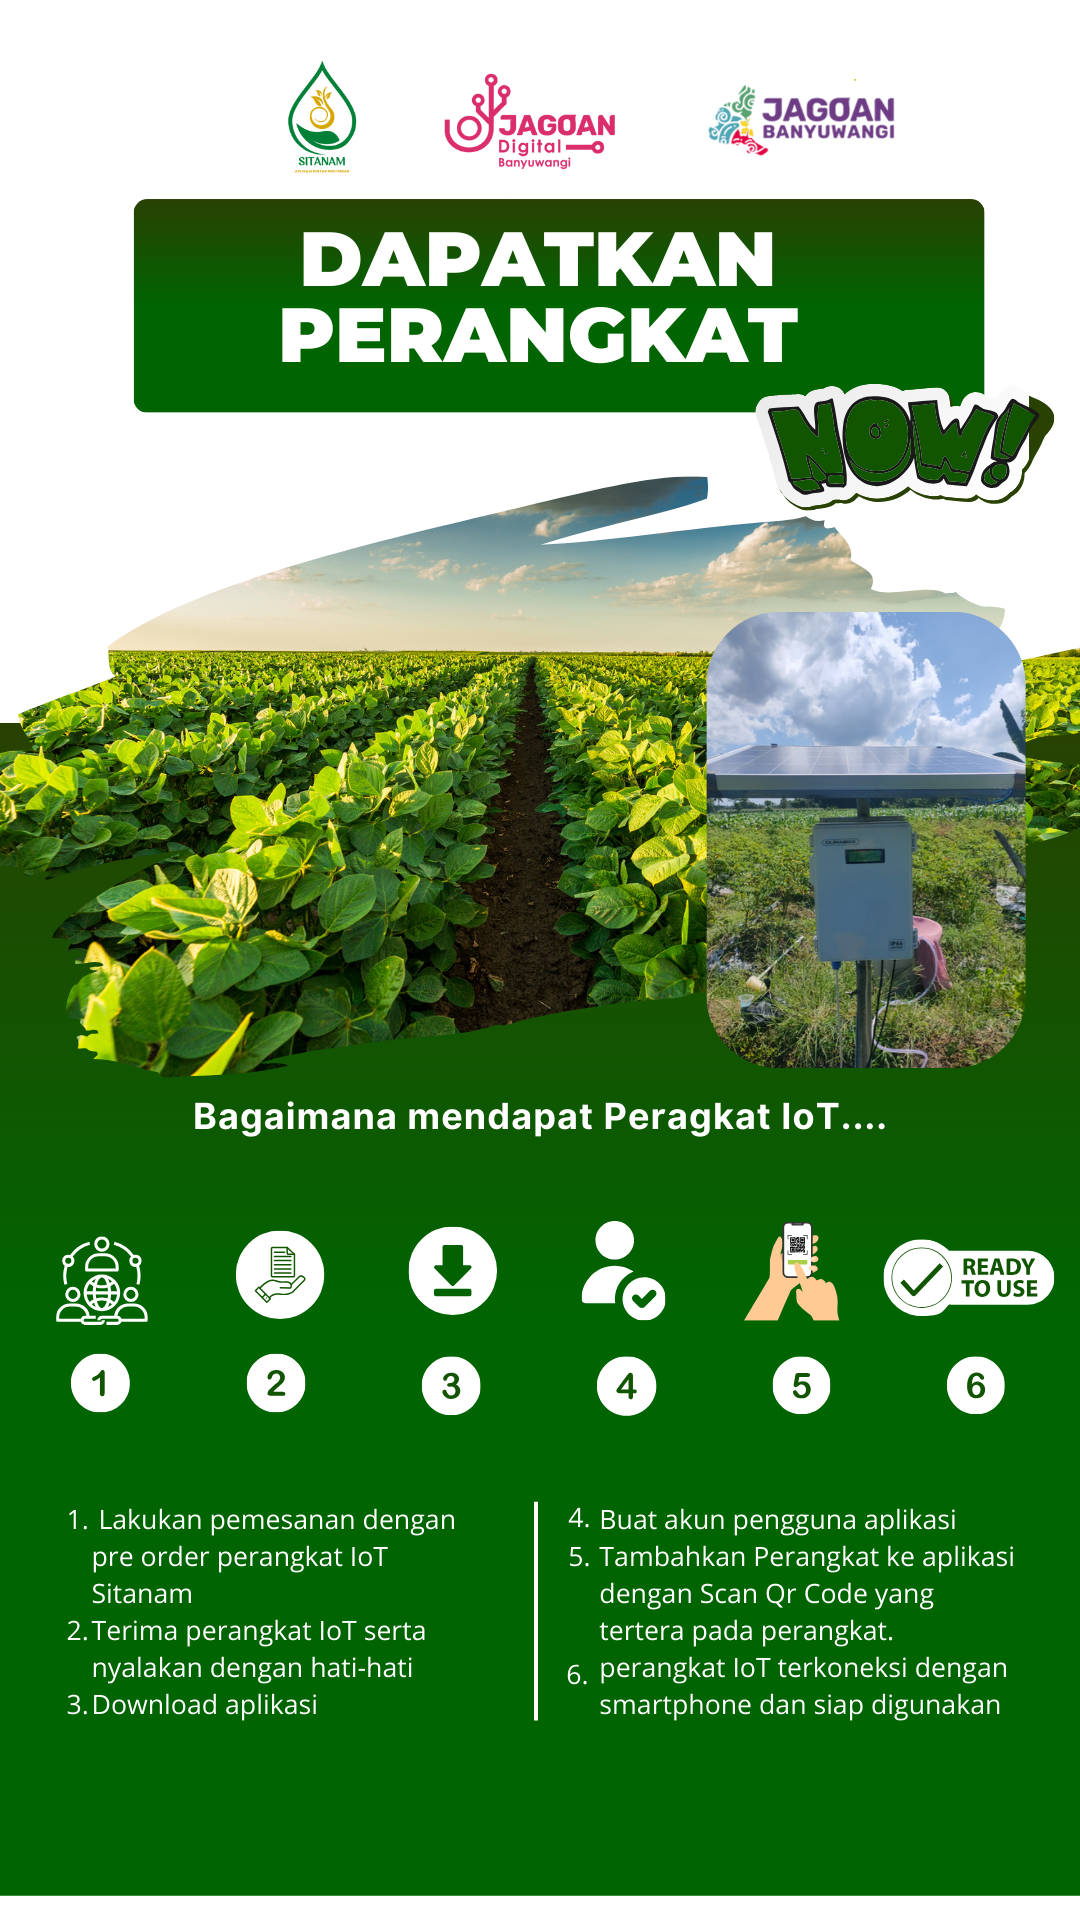 SITANAM
JAGOAN
Digital
Banyuwangi
JAGOAN
BANYUWANGI
DAPATKAN
PERANGKAT
NOW!
Bagaimana mendapat Peragkat IoT....
READY
TO USE
1
2
3
4
5
6
1. Lakukan pemesanan dengan
pre order perangkat IoT
Sitanam
2. Terima perangkat IoT serta
nyalakan dengan hati-hati
3. Download aplikasi
4. Buat akun pengguna aplikasi
5. Tambahkan Perangkat ke aplikasi
dengan Scan Qr Code yang
tertera pada perangkat.
6. perangkat IoT terkoneksi dengan
smartphone dan siap digunakan